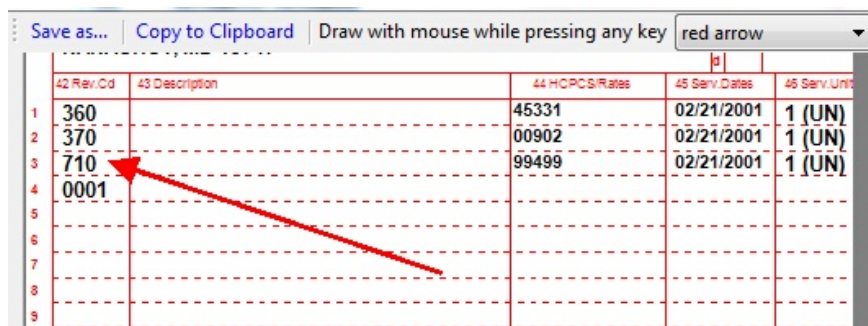 Save as... Copy to Clipboard Draw with mouse while pressing any key red arrow
d
42 Rev.Cd 43 Description 44 HCPCS/Rates 45 Serv.Dates 46 Serv.Unit
1 360 45331 02/21/2001 1 (UN)
2 370 00902 02/21/2001 1 (UN)
3 710 99499 02/21/2001 1 (UN)
4 0001
5
6
7
8
9